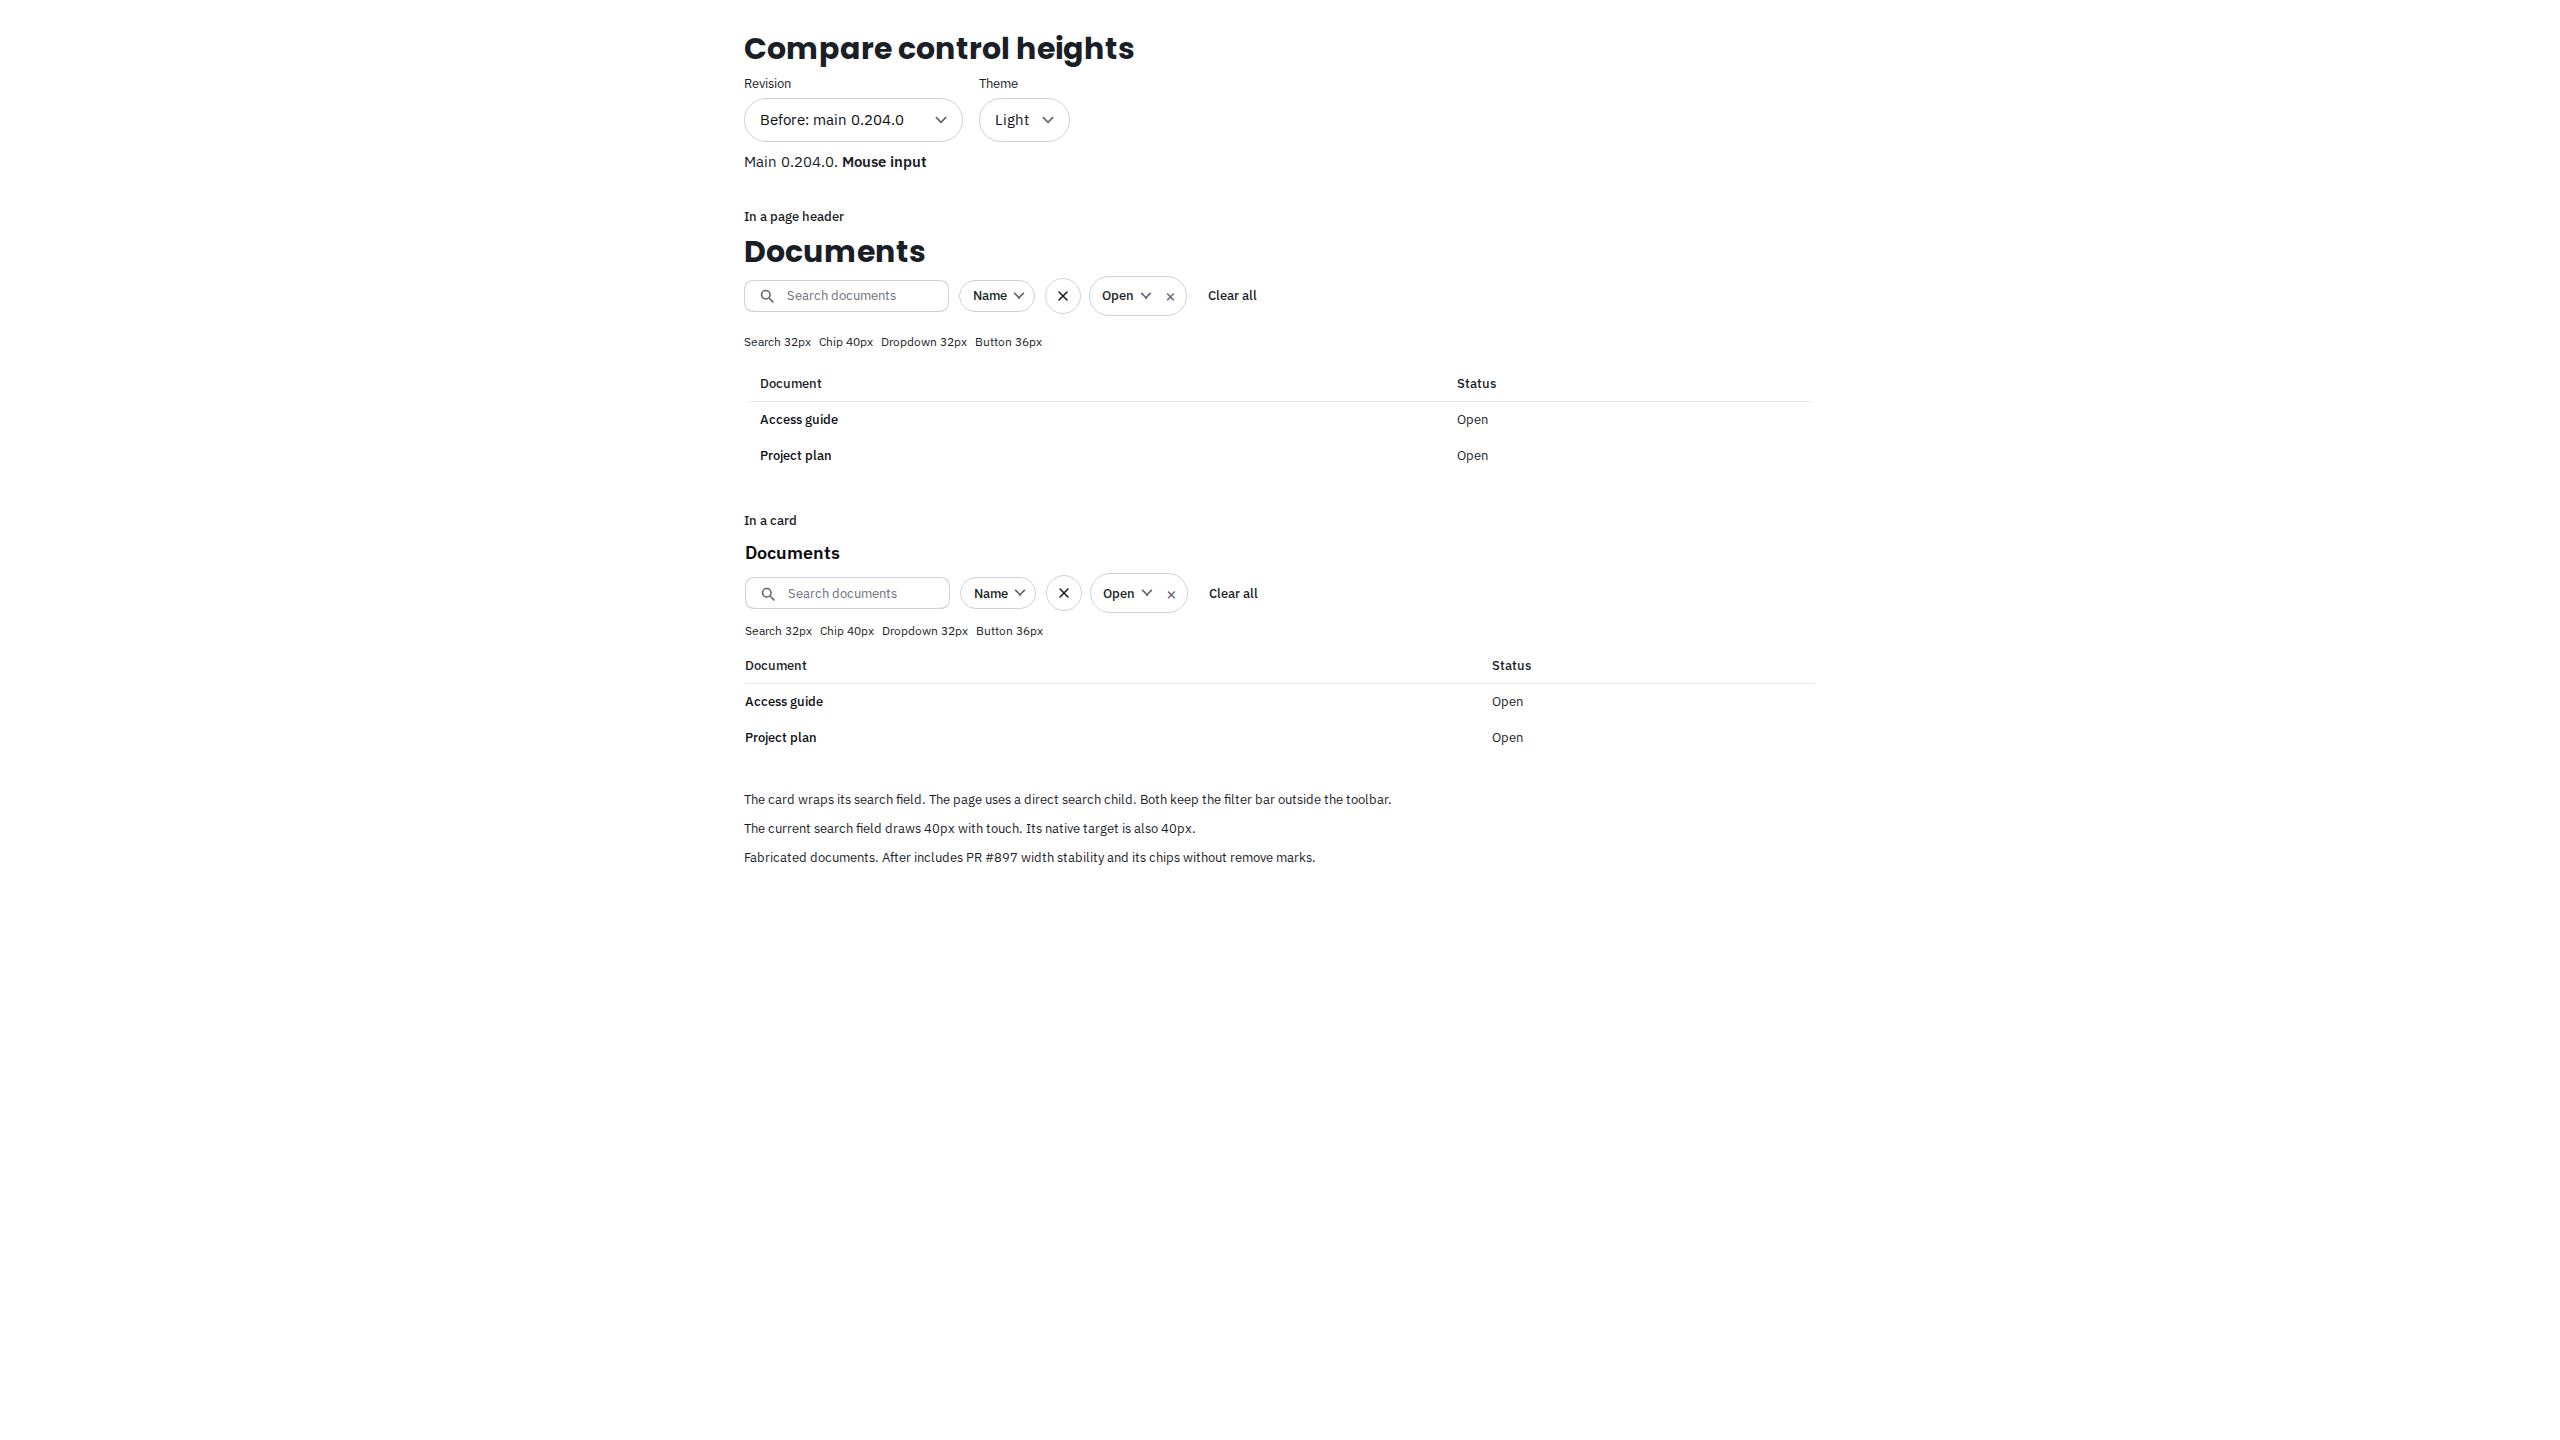 Compare control heights
Revision Theme
Before: main 0.204.0 Light
Main 0.204.0. Mouse input
In a page header
Documents
Search documents Name Open Clear all
Search 32px Chip 40px Dropdown 32px Button 36px
Document Status
Access guide Open
Project plan Open
In a card
Documents
Search documents Name Open Clear all
Search 32px Chip 40px Dropdown 32px Button 36px
Document Status
Access guide Open
Project plan Open
The card wraps its search field. The page uses a direct search child. Both keep the filter bar outside the toolbar.
The current search field draws 40px with touch. Its native target is also 40px.
Fabricated documents. After includes PR #897 width stability and its chips without remove marks.